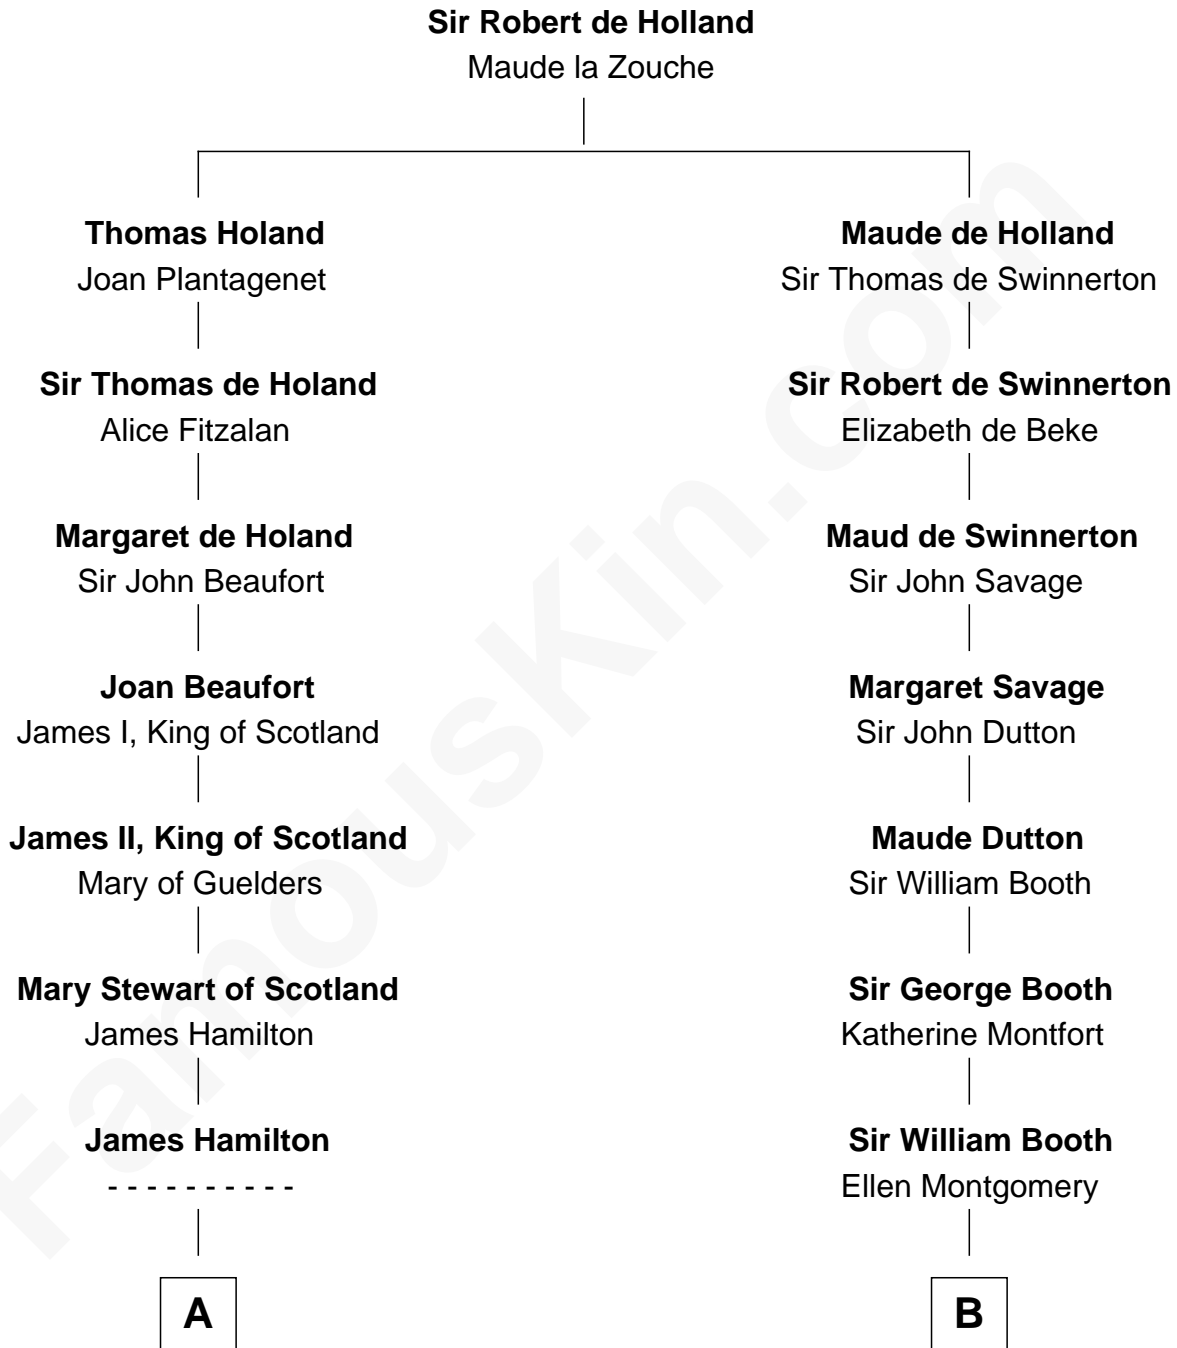 Sir Robert de Holland
Maude la Zouche
Thomas Holand
Joan Plantagenet
Sir Thomas de Holand
Alice Fitzalan
Margaret de Holand
Sir John Beaufort
Joan Beaufort
James I, King of Scotland
James II, King of Scotland
Mary of Guelders
Mary Stewart of Scotland
James Hamilton
James Hamilton
- - - - - - - - - -
A
Maude de Holland
Sir Thomas de Swinnerton
Sir Robert de Swinnerton
Elizabeth de Beke
Maud de Swinnerton
Sir John Savage
Margaret Savage
Sir John Dutton
Maude Dutton
Sir William Booth
Sir George Booth
Katherine Montfort
Sir William Booth
Ellen Montgomery
B
FamousKin.com